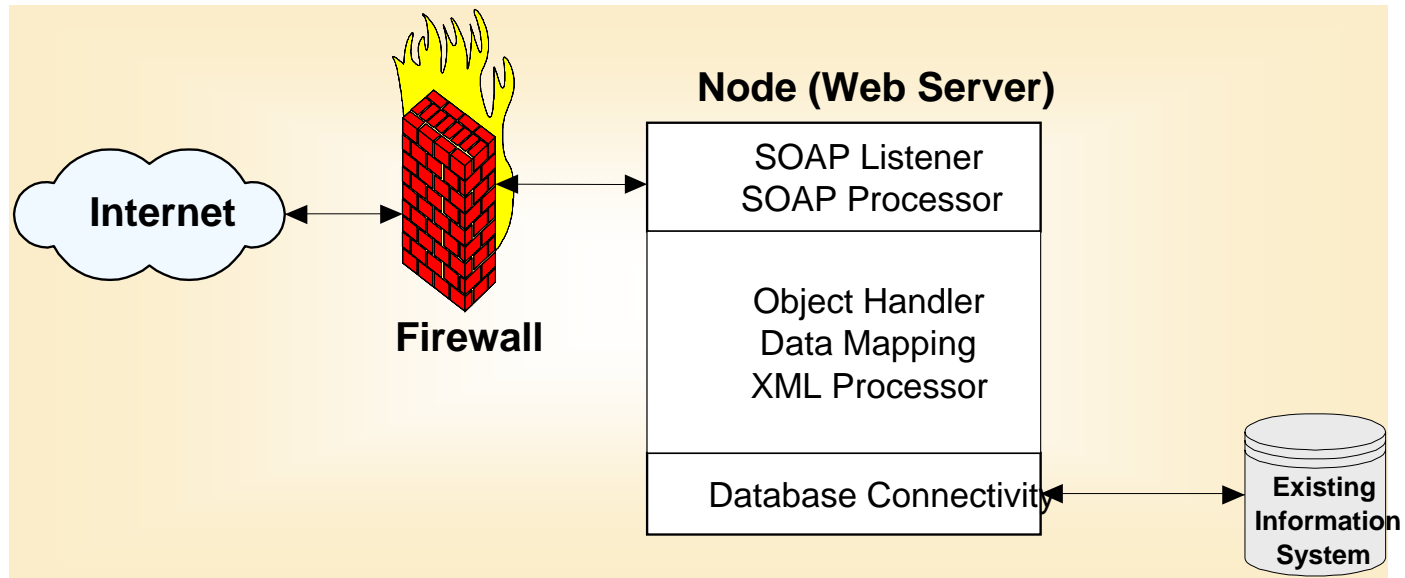 Node (Web Server)
SOAP Listener
SOAP Processor
Internet
Firewall
Object Handler
Data Mapping
XML Processor
Database Connectivity
Existing
Information
System